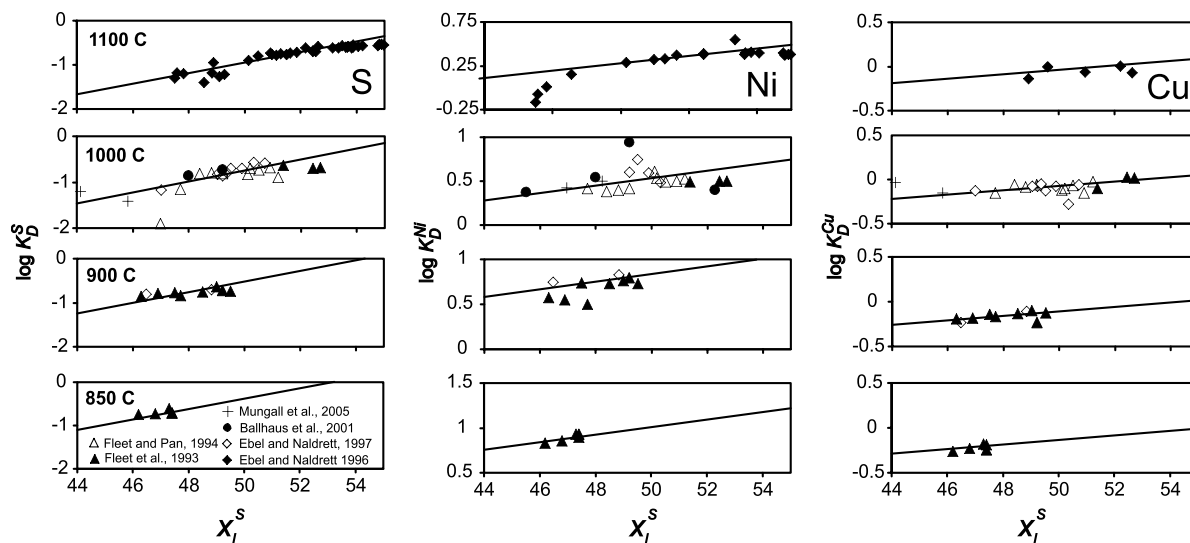 0
1100 C
-1
S
-2
0
1000 C
-1
-2
0
900 C
-1
-2
0
850 C
-1
-2
+ Mungall et al., 2005
● Ballhaus et al., 2001
△ Fleet and Pan, 1994
◇ Ebel and Naldrett, 1997
▲ Fleet et al., 1993
◆ Ebel and Naldrett 1996
44 46 48 50 52 54
log K_D^S
X_l^S
0.75
0.25
-0.25
Ni
1
0.5
0
1
0.5
0
1.5
1
0.5
44 46 48 50 52 54
log K_D^Ni
X_l^S
0.5
0
-0.5
Cu
0.5
0
-0.5
0.5
0
-0.5
0.5
0
-0.5
44 46 48 50 52 54
log K_D^Cu
X_l^S